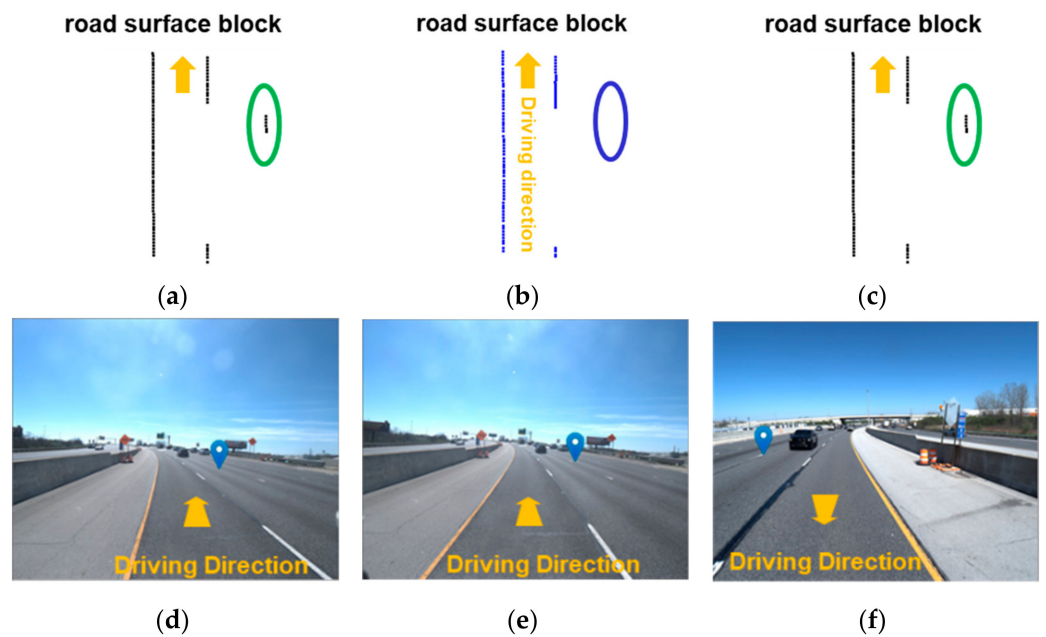 road surface block
road surface block
road surface block
Driving direction
(a)
(b)
(c)
Driving Direction
Driving Direction
Driving Direction
(d)
(e)
(f)